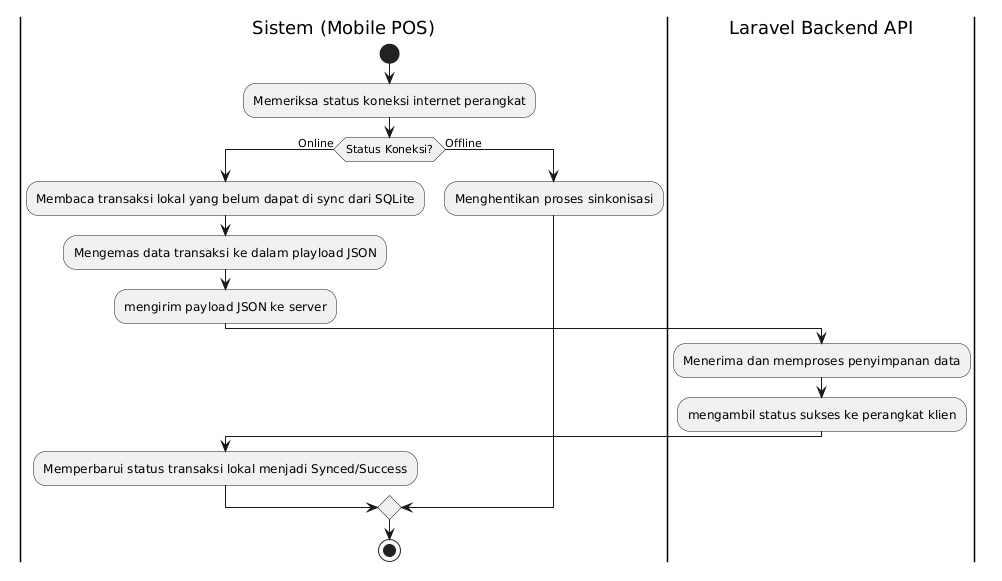 Sistem (Mobile POS)
Laravel Backend API
Memeriksa status koneksi internet perangkat
Online
Status Koneksi?
Offline
Membaca transaksi lokal yang belum dapat di sync dari SQLite
Menghentikan proses sinkonisasi
Mengemas data transaksi ke dalam playload JSON
mengirim payload JSON ke server
Menerima dan memproses penyimpanan data
mengambil status sukses ke perangkat klien
Memperbarui status transaksi lokal menjadi Synced/Success